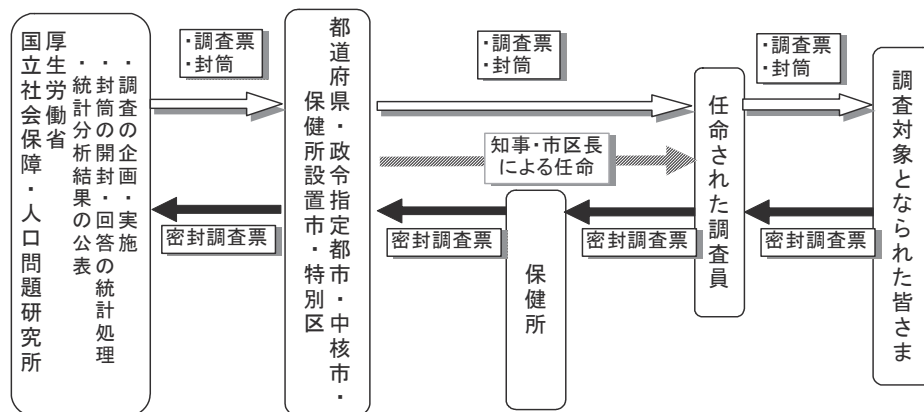 国立社会保障・人口問題研究所
厚生労働省
・統計分析結果の公表
・封筒の開封・回答の統計処理
・調査の企画・実施
・調査票
・封筒
都道府県・政令指定都市・中核市・
保健所設置市・特別区
・調査票
・封筒
知事・市区長
による任命
任命された調査員
・調査票
・封筒
調査対象となられた皆さま
密封調査票
密封調査票
保健所
密封調査票
密封調査票